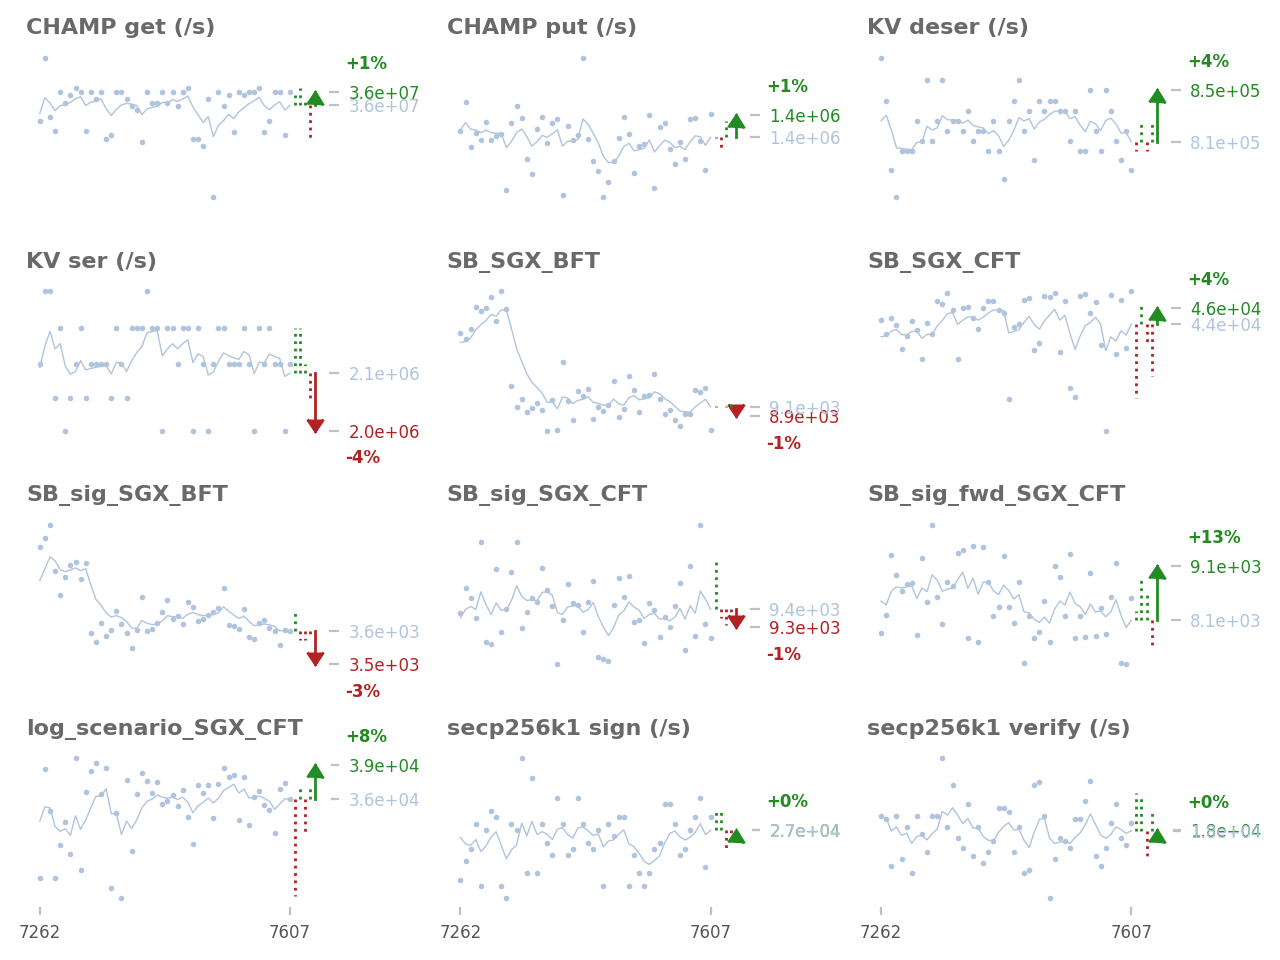 CHAMP get (/s)
+1%
3.6e+07
3.6e+07
CHAMP put (/s)
+1%
1.4e+06
1.4e+06
KV deser (/s)
+4%
8.5e+05
8.1e+05
KV ser (/s)
2.1e+06
2.0e+06
-4%
SB_SGX_BFT
9.1e+03
8.9e+03
-1%
SB_SGX_CFT
+4%
4.6e+04
4.4e+04
SB_sig_SGX_BFT
3.6e+03
3.5e+03
-3%
SB_sig_SGX_CFT
9.4e+03
9.3e+03
-1%
SB_sig_fwd_SGX_CFT
+13%
9.1e+03
8.1e+03
log_scenario_SGX_CFT
+8%
3.9e+04
3.6e+04
7262
7607
secp256k1 sign (/s)
+0%
2.7e+04
7262
7607
secp256k1 verify (/s)
+0%
1.8e+04
7262
7607